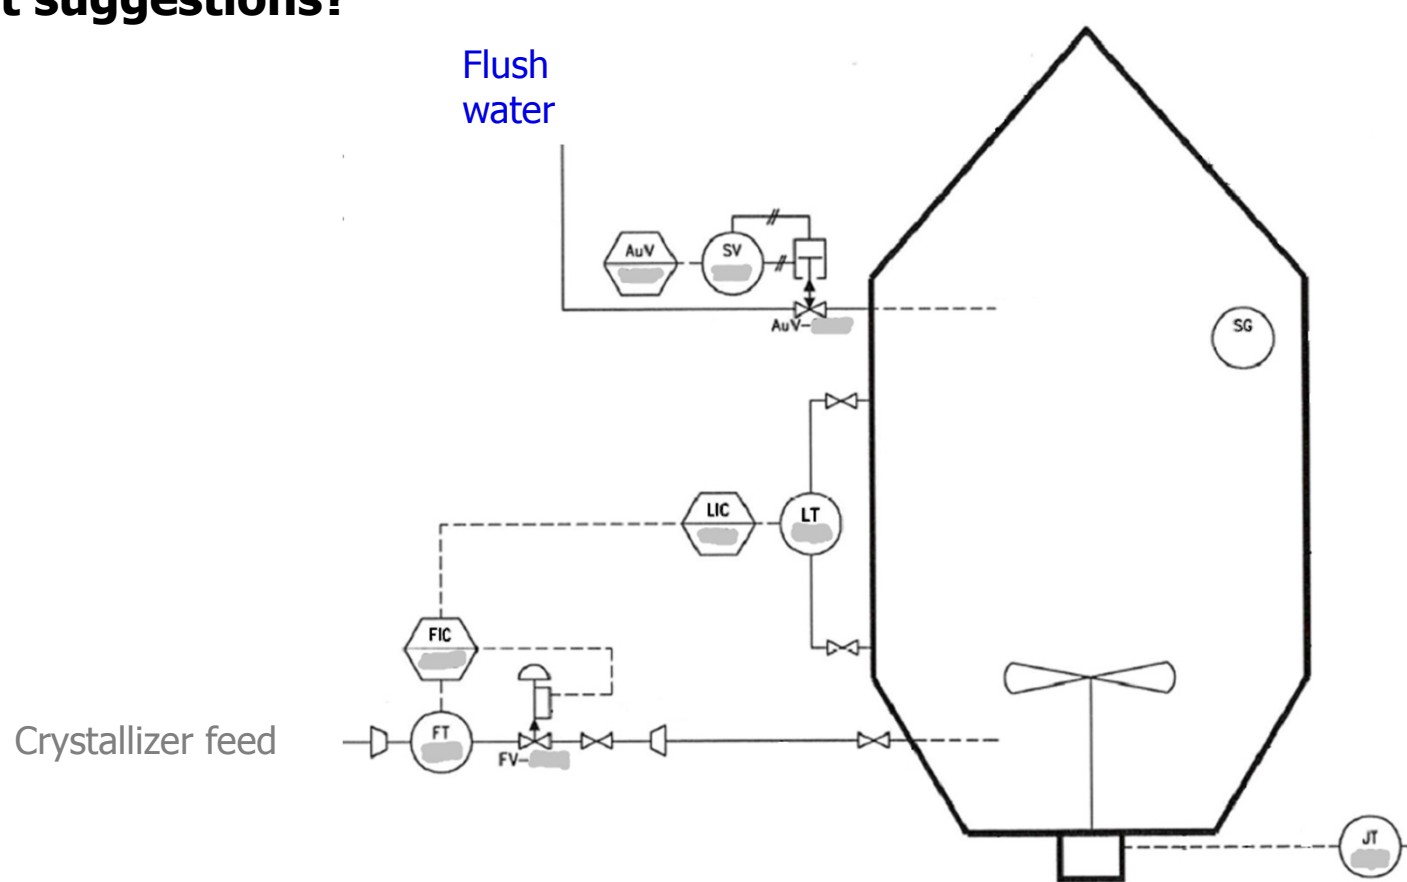 t suggestions?
Flush
water
AuV
SV
AuV-
SG
LIC
LT
FIC
Crystallizer feed
FT
FV-
JT